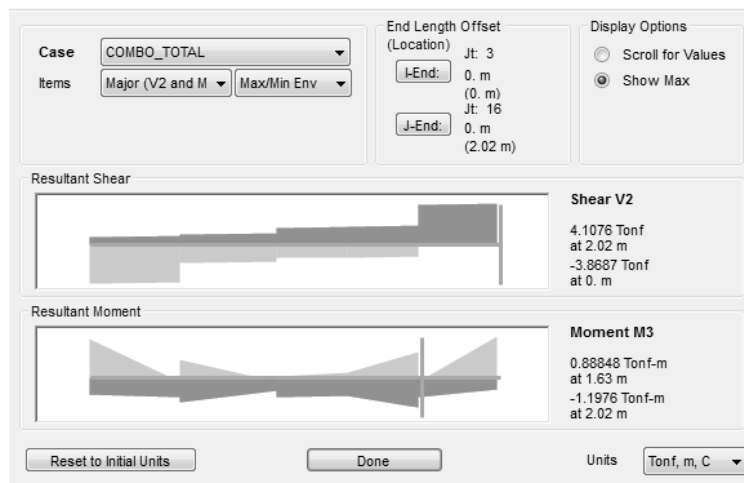 Case COMBO_TOTAL
Items Major (V2 and M Max/Min Env
End Length Offset
(Location)
Jt: 3
I-End: 0. m
(0. m)
Jt: 16
J-End: 0. m
(2.02 m)
Display Options
Scroll for Values
Show Max
Resultant Shear
Shear V2
4.1076 Tonf
at 2.02 m
-3.8687 Tonf
at 0. m
Resultant Moment
Moment M3
0.88848 Tonf-m
at 1.63 m
-1.1976 Tonf-m
at 2.02 m
Reset to Initial Units Done Units Tonf, m, C